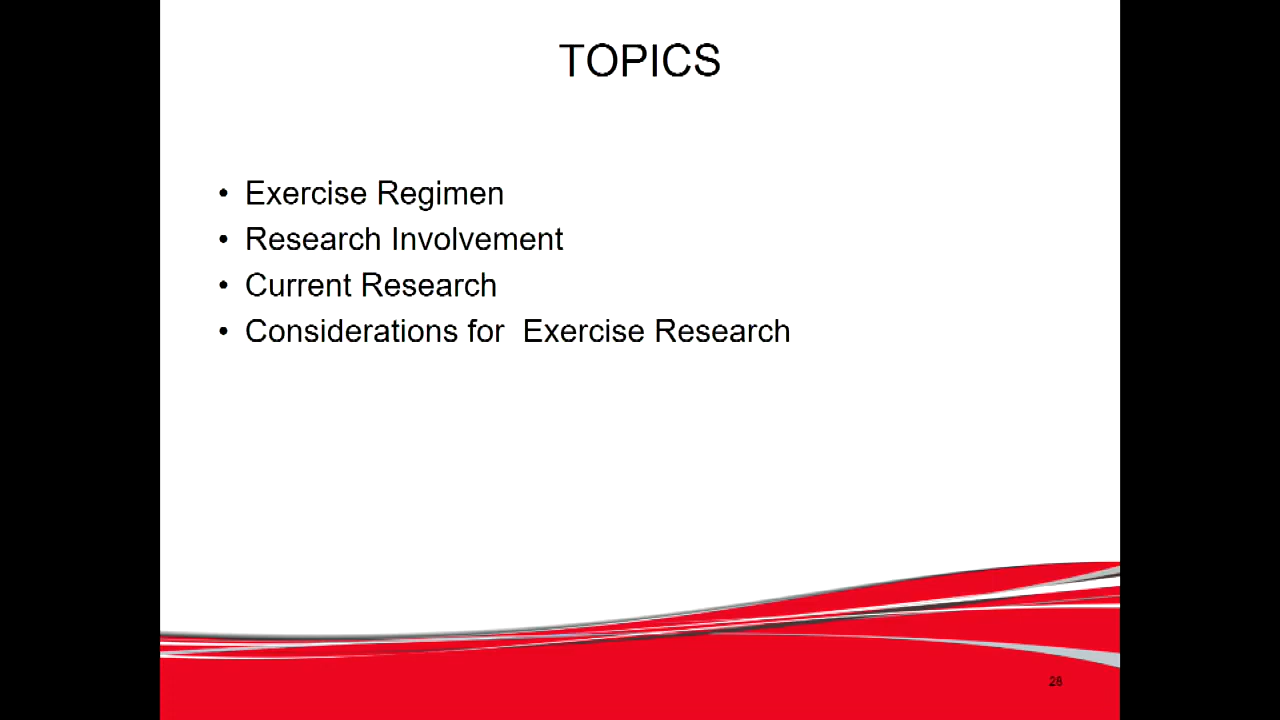 TOPICS
• Exercise Regimen
• Research Involvement
• Current Research
• Considerations for  Exercise Research
28